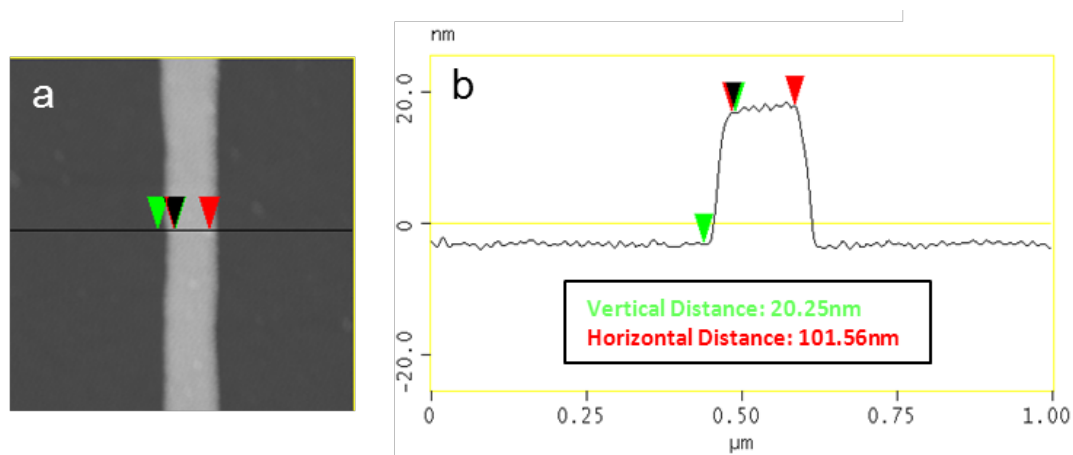 a
nm
b
20.0
0
-20.0
Vertical Distance: 20.25nm
Horizontal Distance: 101.56nm
0 0.25 0.50 0.75 1.00
µm